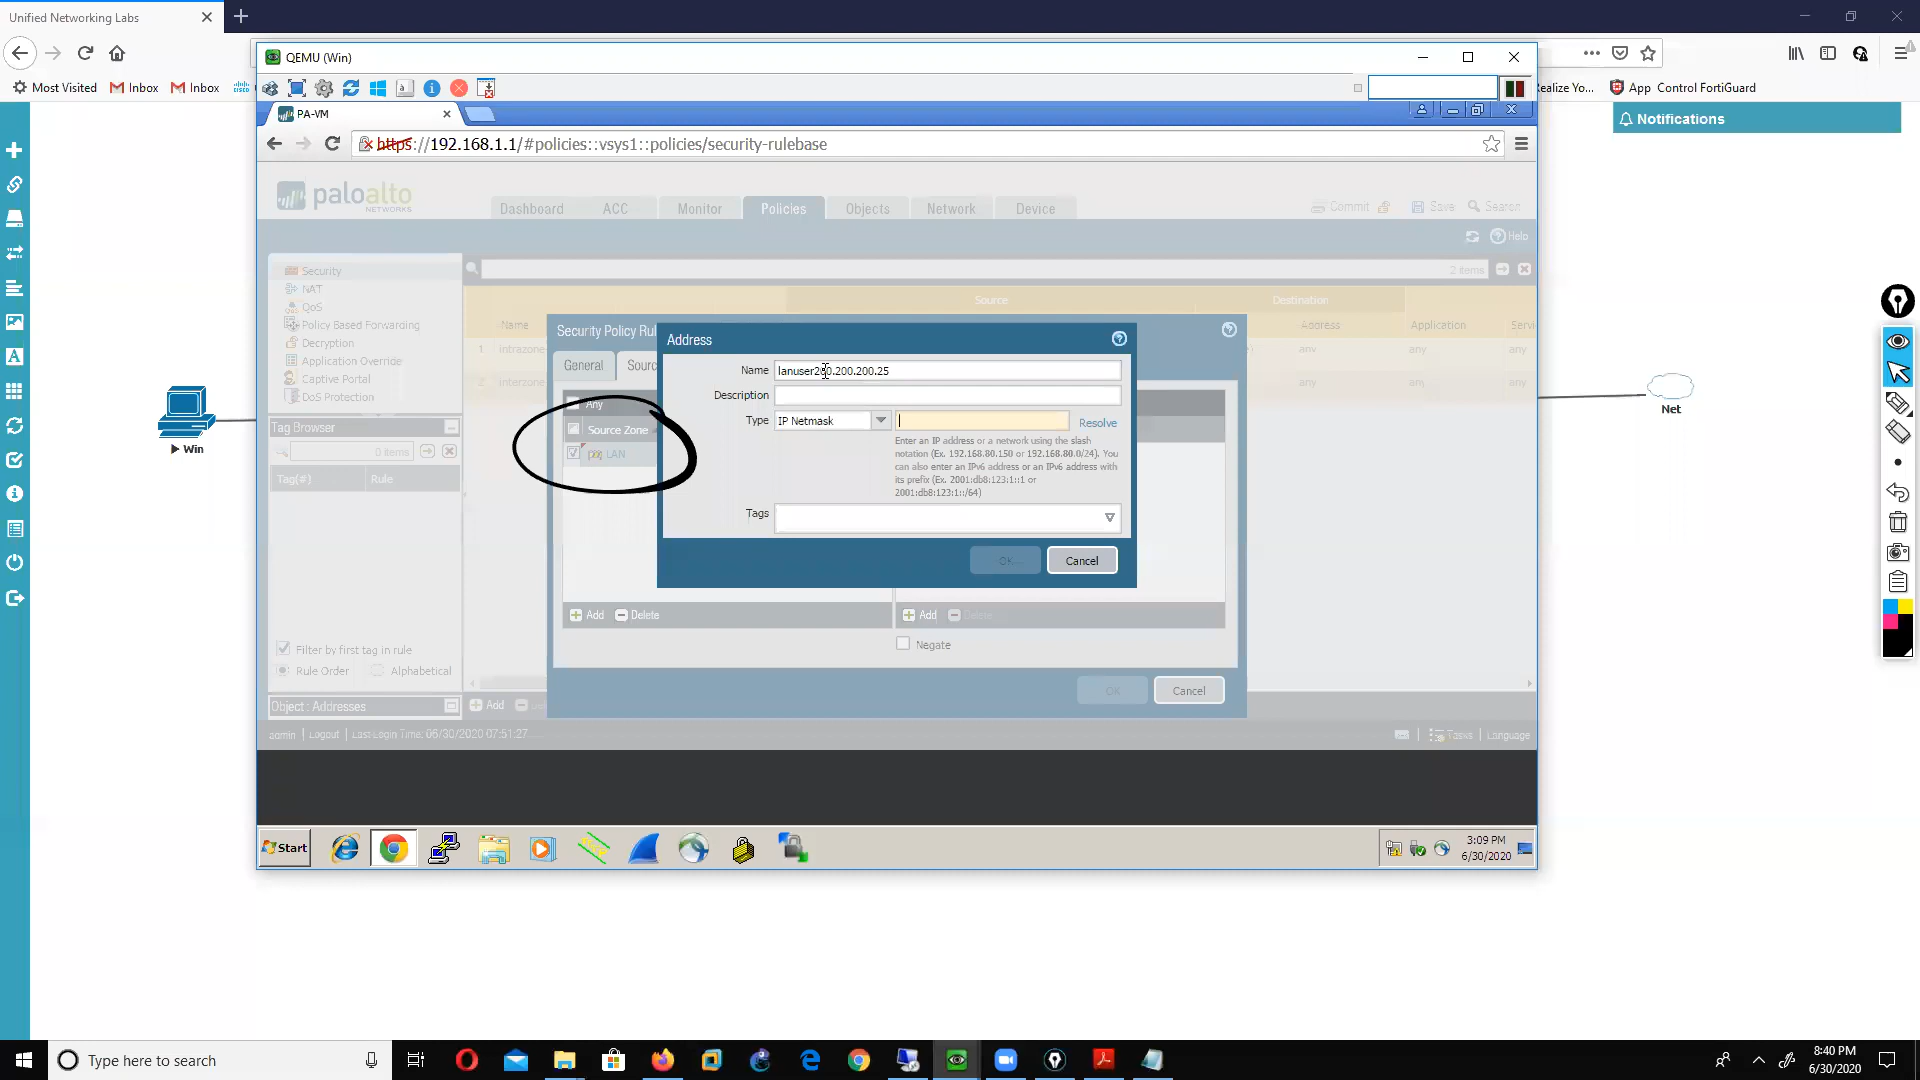 Unified Networking Labs
QEMU (Win)
Most Visited
Inbox
Inbox
Realize Yo...
App Control FortiGuard
PA-VM
https://192.168.1.1/#policies::vsys1::policies/security-rulebase
Notifications
paloalto
NETWORKS
Dashboard
ACC
Monitor
Policies
Objects
Network
Device
Commit
Save
Search
Help
Security
NAT
QoS
Policy Based Forwarding
Decryption
Application Override
Captive Portal
DoS Protection
2 items
Source
Destination
Name
Address
Application
Servi
1 intrazone
any
any
2 interzone
any
any
Security Policy Rul
General
Sourc
Any
Source Zone
LAN
Address
Name lanuser200.200.200.25
Description
Type IP Netmask
Resolve
Enter an IP address or a network using the slash
notation (Ex. 192.168.80.150 or 192.168.80.0/24). You
can also enter an IPv6 address or an IPv6 address with
its prefix (Ex. 2001:db8:123:1::1 or
2001:db8:123:1::/64)
Tags
OK
Cancel
Add
Delete
Add
Delete
Negate
OK
Cancel
Tag Browser
0 items
Tag(#)
Rule
Filter by first tag in rule
Rule Order
Alphabetical
Object : Addresses
Add
admin | Logout | Last Login Time: 06/30/2020 07:51:27
Tasks | Language
Win
Net
Start
3:09 PM
6/30/2020
Type here to search
8:40 PM
6/30/2020